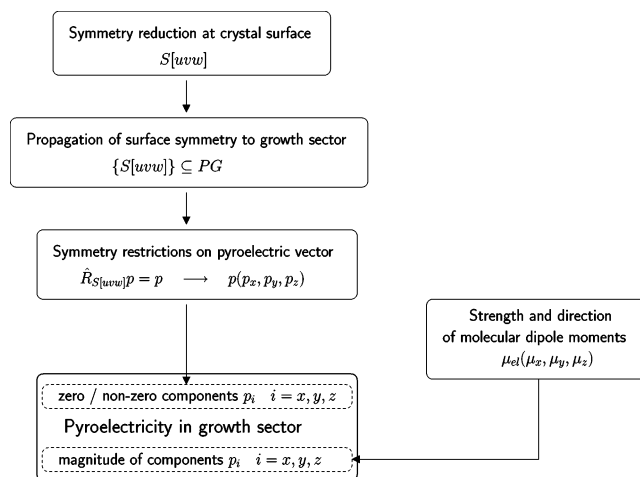 Symmetry reduction at crystal surface
S[uvw]
Propagation of surface symmetry to growth sector
{S[uvw]} ⊆ PG
Symmetry restrictions on pyroelectric vector
R̂_{S[uvw]}p = p ⟶ p(p_x, p_y, p_z)
Strength and direction
of molecular dipole moments
μ_{el}(μ_x, μ_y, μ_z)
zero / non-zero components p_i i = x, y, z
Pyroelectricity in growth sector
magnitude of components p_i i = x, y, z